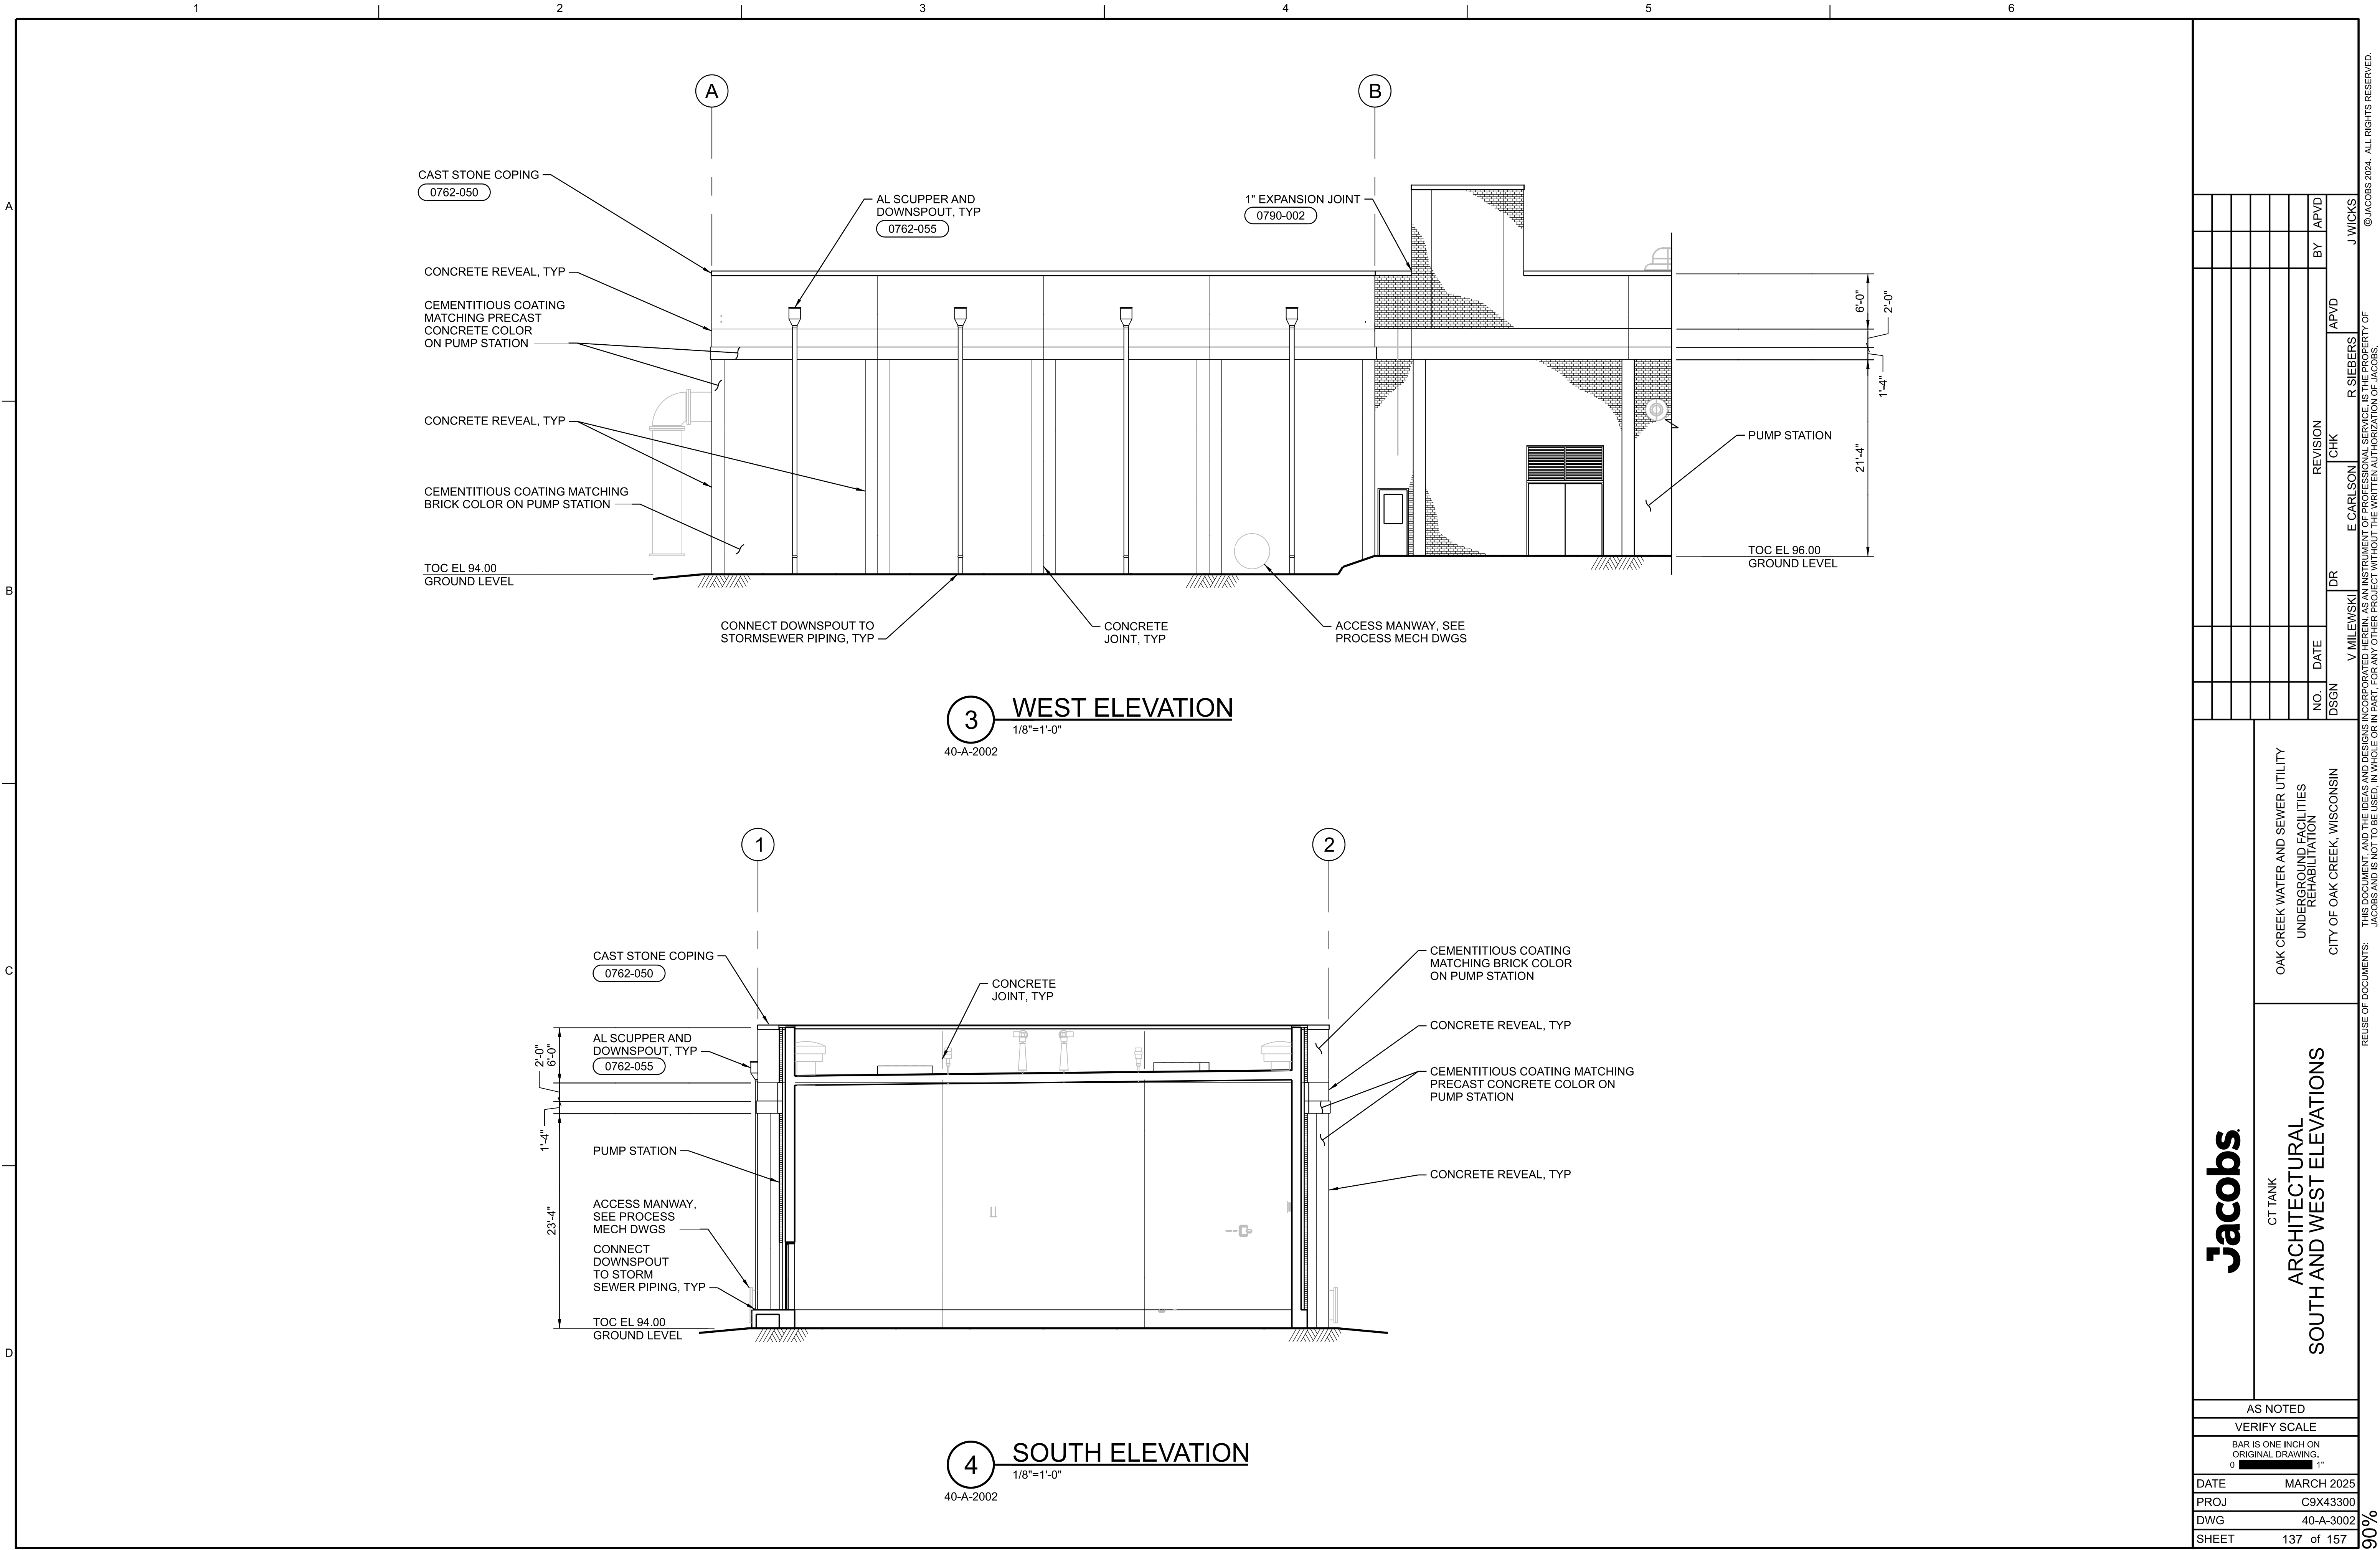 1 2 3 4 5 6
A
B
C
D
A
B
CAST STONE COPING
0762-050
AL SCUPPER AND
DOWNSPOUT, TYP
0762-055
1" EXPANSION JOINT
0790-002
CONCRETE REVEAL, TYP
CEMENTITIOUS COATING
MATCHING PRECAST
CONCRETE COLOR
ON PUMP STATION
CONCRETE REVEAL, TYP
CEMENTITIOUS COATING MATCHING
BRICK COLOR ON PUMP STATION
TOC EL 94.00
GROUND LEVEL
6'-0"
2'-0"
1'-4"
21'-4"
PUMP STATION
TOC EL 96.00
GROUND LEVEL
CONNECT DOWNSPOUT TO
STORMSEWER PIPING, TYP
CONCRETE
JOINT, TYP
ACCESS MANWAY, SEE
PROCESS MECH DWGS
3
WEST ELEVATION
1/8"=1'-0"
40-A-2002
1
2
CAST STONE COPING
0762-050
CONCRETE
JOINT, TYP
AL SCUPPER AND
DOWNSPOUT, TYP
0762-055
2'-0"
6'-0"
1'-4"
23'-4"
PUMP STATION
ACCESS MANWAY,
SEE PROCESS
MECH DWGS
CONNECT
DOWNSPOUT
TO STORM
SEWER PIPING, TYP
TOC EL 94.00
GROUND LEVEL
CEMENTITIOUS COATING
MATCHING BRICK COLOR
ON PUMP STATION
CONCRETE REVEAL, TYP
CEMENTITIOUS COATING MATCHING
PRECAST CONCRETE COLOR ON
PUMP STATION
CONCRETE REVEAL, TYP
4
SOUTH ELEVATION
1/8"=1'-0"
40-A-2002
NO. DATE REVISION BY APVD
DSGN DR CHK APVD
V MILEWSKI E CARLSON R SIEBERS J WICKS
OAK CREEK WATER AND SEWER UTILITY
UNDERGROUND FACILITIES
REHABILITATION
CITY OF OAK CREEK, WISCONSIN
Jacobs
CT TANK
ARCHITECTURAL
SOUTH AND WEST ELEVATIONS
AS NOTED
VERIFY SCALE
BAR IS ONE INCH ON
ORIGINAL DRAWING.
0 1"
DATE MARCH 2025
PROJ C9X43300
DWG 40-A-3002
SHEET 137 of 157
90%
REUSE OF DOCUMENTS: THIS DOCUMENT, AND THE IDEAS AND DESIGNS INCORPORATED HEREIN, AS AN INSTRUMENT OF PROFESSIONAL SERVICE, IS THE PROPERTY OF
JACOBS AND IS NOT TO BE USED, IN WHOLE OR IN PART, FOR ANY OTHER PROJECT WITHOUT THE WRITTEN AUTHORIZATION OF JACOBS.
© JACOBS 2024. ALL RIGHTS RESERVED.